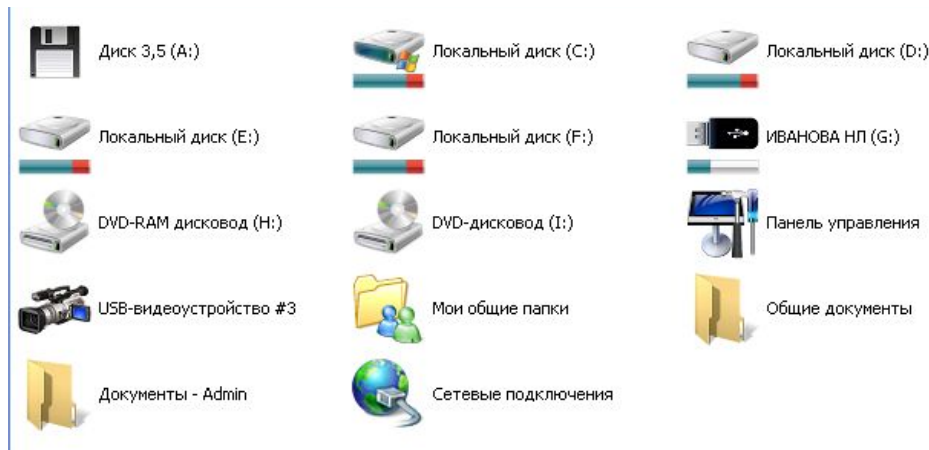 Диск 3,5 (A:)
Локальный диск (C:)
Локальный диск (D:)
Локальный диск (E:)
Локальный диск (F:)
ИВАНОВА НЛ (G:)
DVD-RAM дисковод (H:)
DVD-дисковод (I:)
Панель управления
USB-видеоустройство #3
Мои общие папки
Общие документы
Документы - Admin
Сетевые подключения